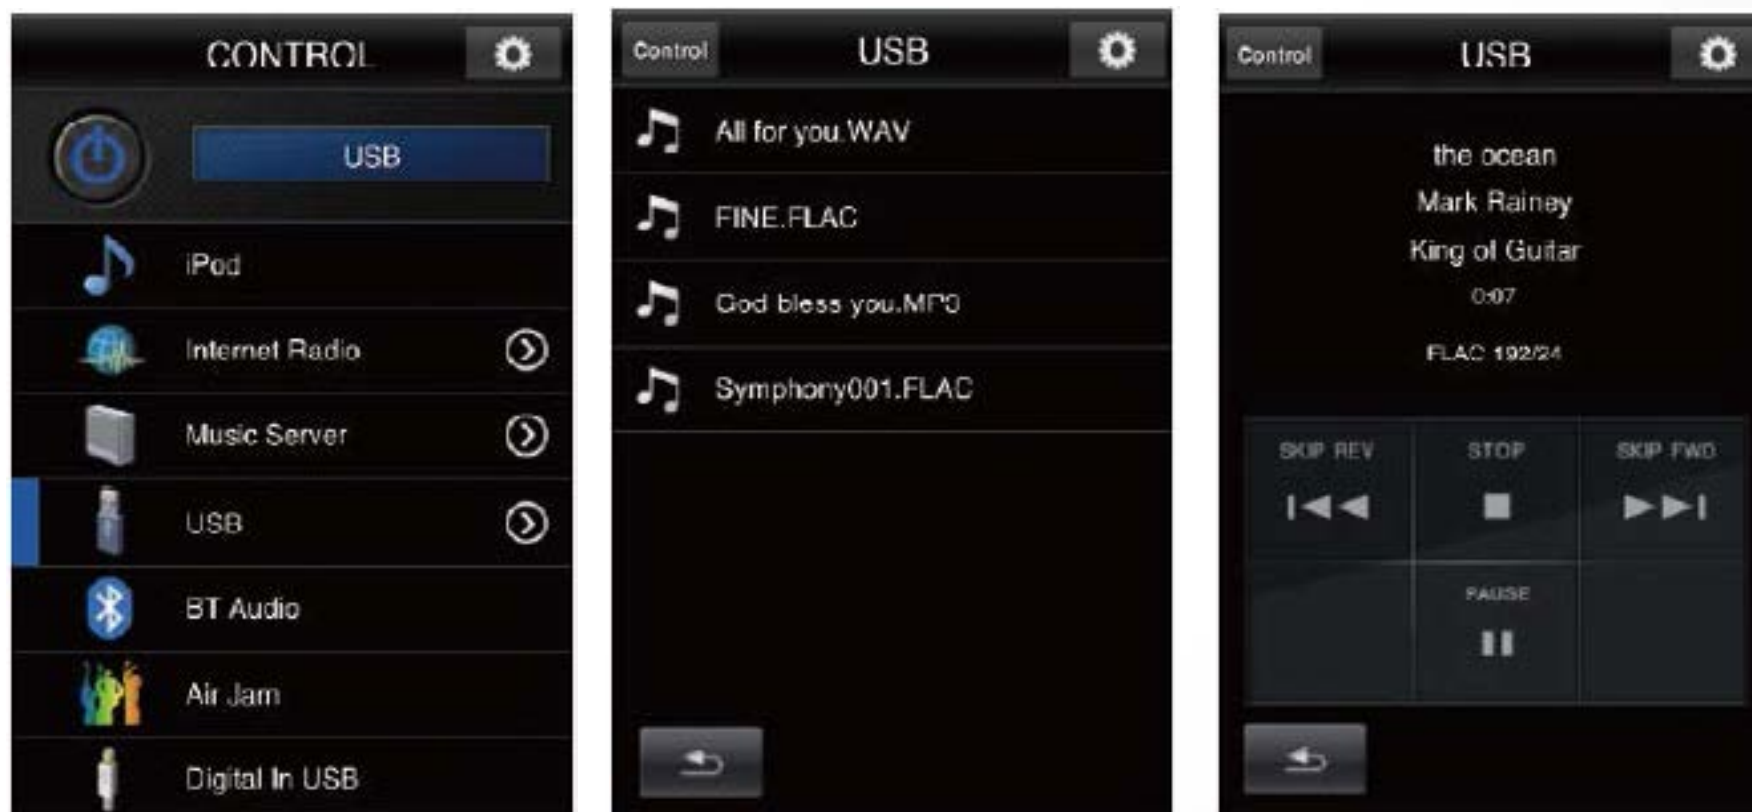 CONTROL
USB
iPod
Internet Radio
Music Server
USB
BT Audio
Air Jam
Digital In USB
Control
USB
All for you.WAV
FINE.FLAC
God bless you.MP3
Symphony001.FLAC
Control
USB
the ocean
Mark Rainey
King of Guitar
0:07
FLAC 192/24
SKIP REV
STOP
SKIP FWD
PAUSE